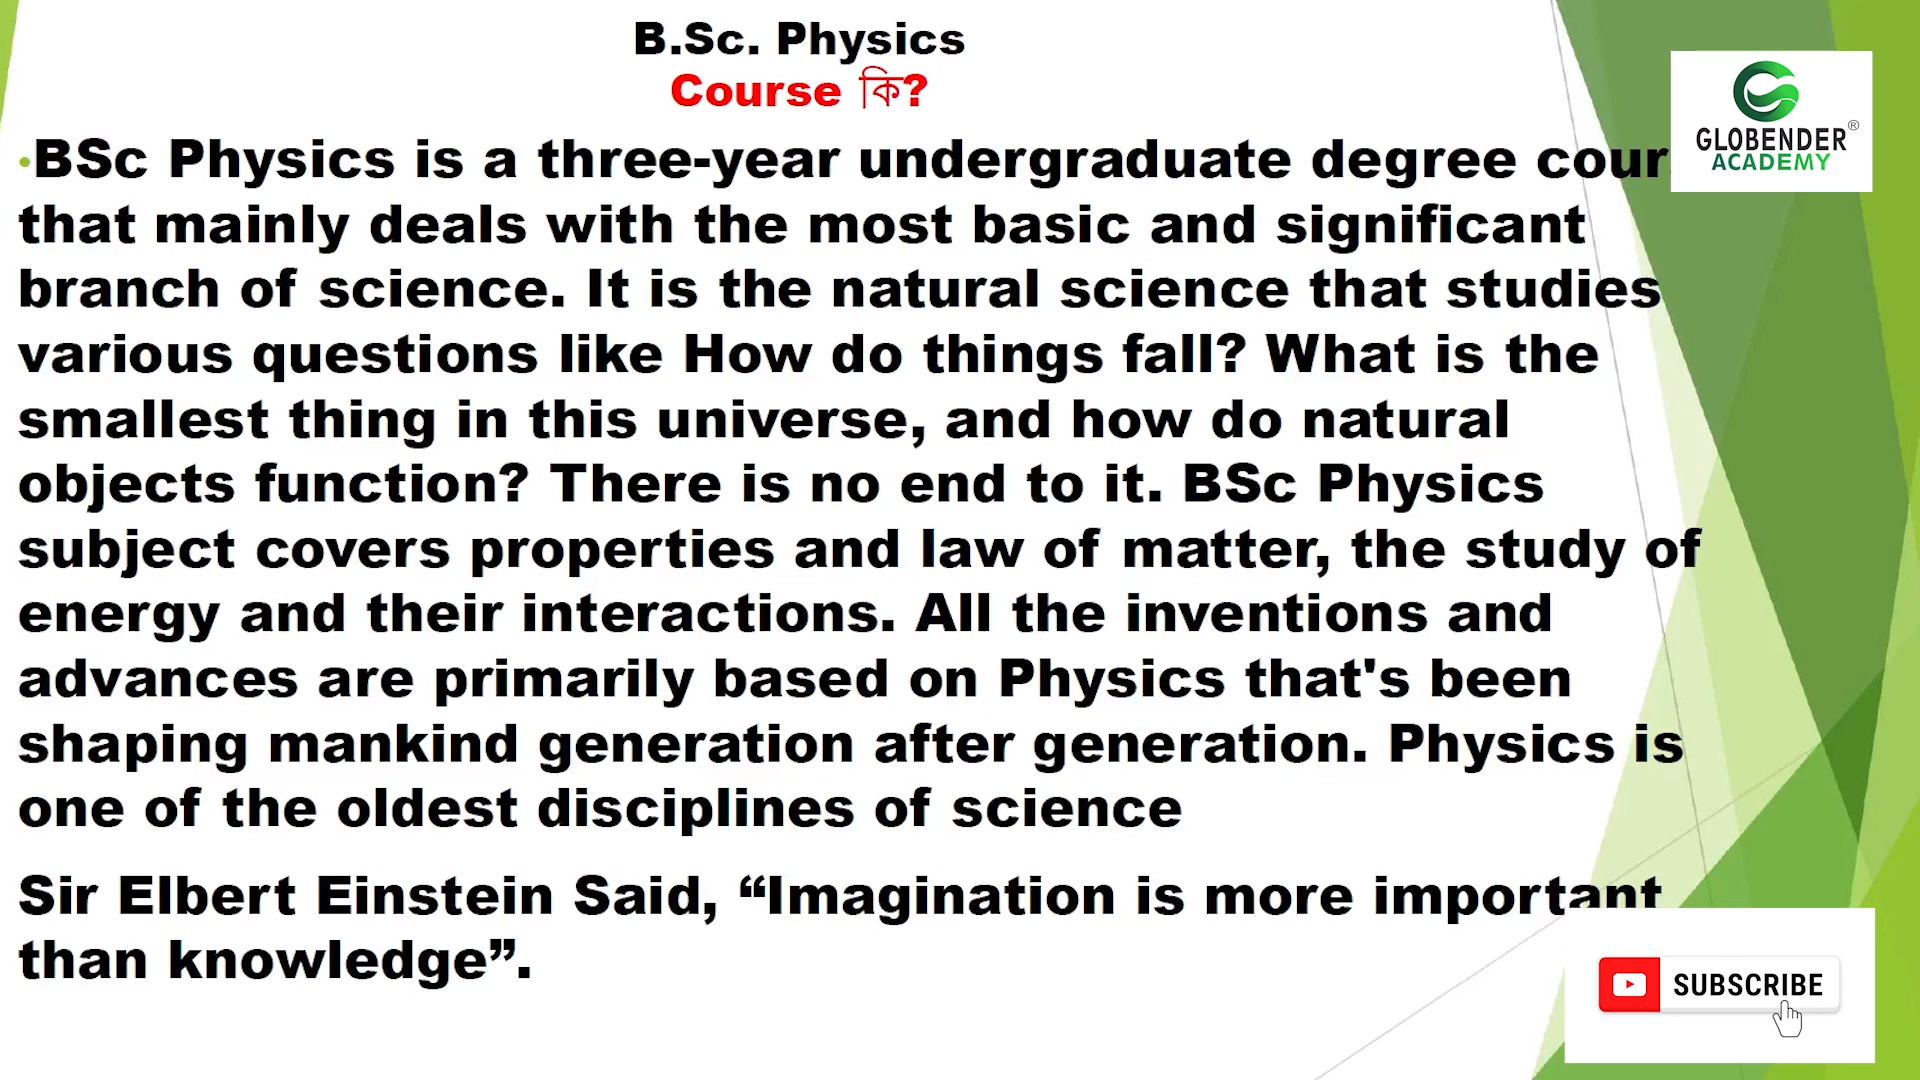 B.Sc. Physics
Course কি?
•BSc Physics is a three-year undergraduate degree
that mainly deals with the most basic and significant
branch of science. It is the natural science that studies
various questions like How do things fall? What is the
smallest thing in this universe, and how do natural
objects function? There is no end to it. BSc Physics
subject covers properties and law of matter, the study of
energy and their interactions. All the inventions and
advances are primarily based on Physics that's been
shaping mankind generation after generation. Physics is
one of the oldest disciplines of science
Sir Elbert Einstein Said, “Imagination is more important
than knowledge”.
GLOBENDER®
ACADEMY
SUBSCRIBE